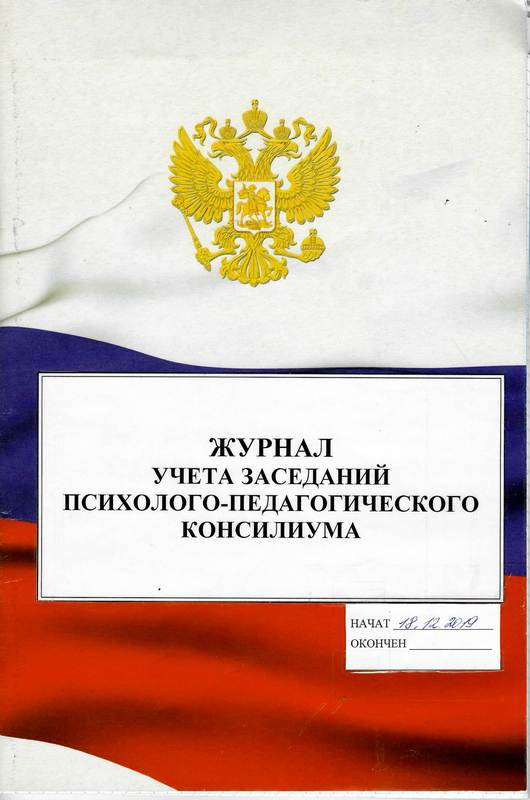 ЖУРНАЛ
УЧЕТА ЗАСЕДАНИЙ
ПСИХОЛОГО-ПЕДАГОГИЧЕСКОГО
КОНСИЛИУМА
НАЧАТ 18.12.2019
ОКОНЧЕН